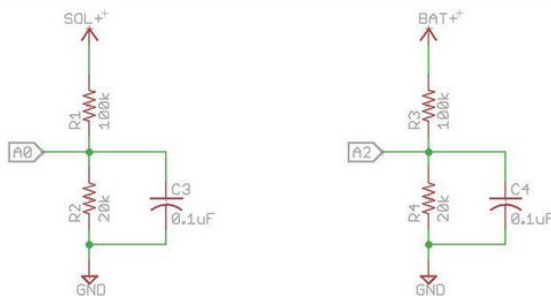 SOL++
BAT++
R1
100k
R3
100k
A0
A2
R2
20k
C3
0.1uF
R4
20k
C4
0.1uF
GND
GND